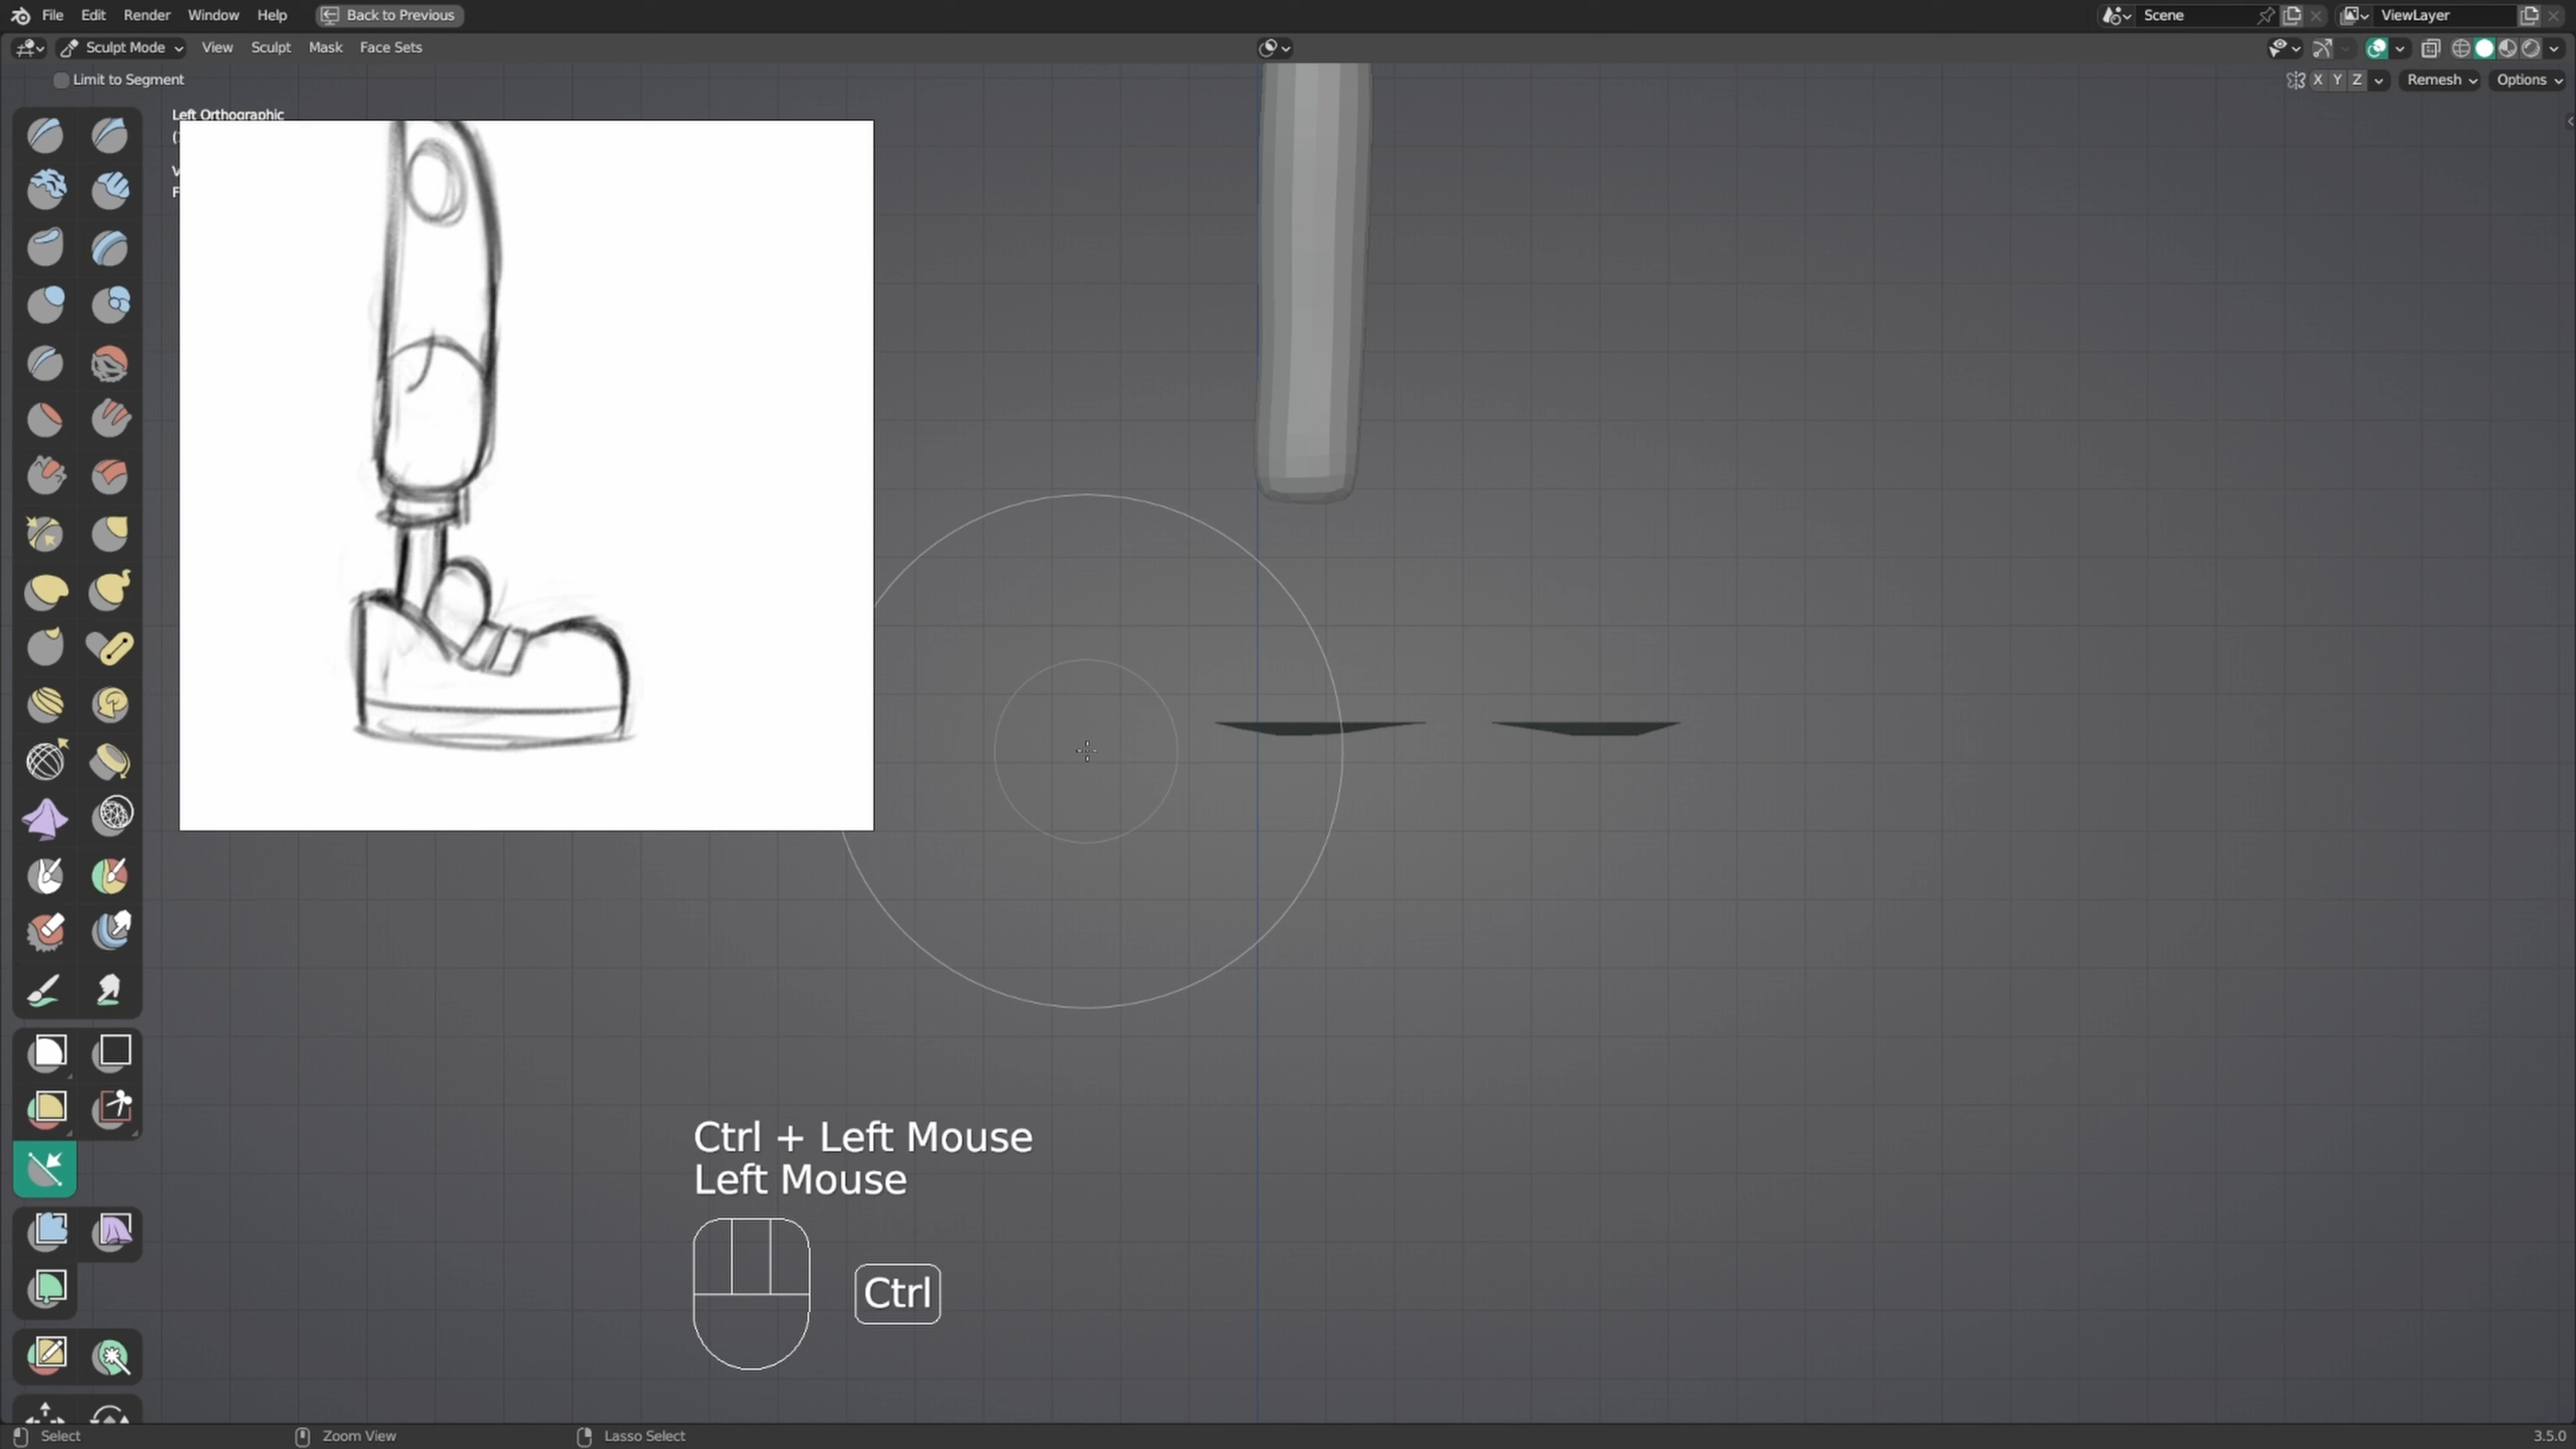 File Edit Render Window Help Back to Previous Scene ViewLayer
Sculpt Mode View Sculpt Mask Face Sets
Limit to Segment X Y Z Remesh Options
Left Orthographic
(
V
F
Ctrl + Left Mouse
Left Mouse
Ctrl
Select Zoom View Lasso Select 3.5.0